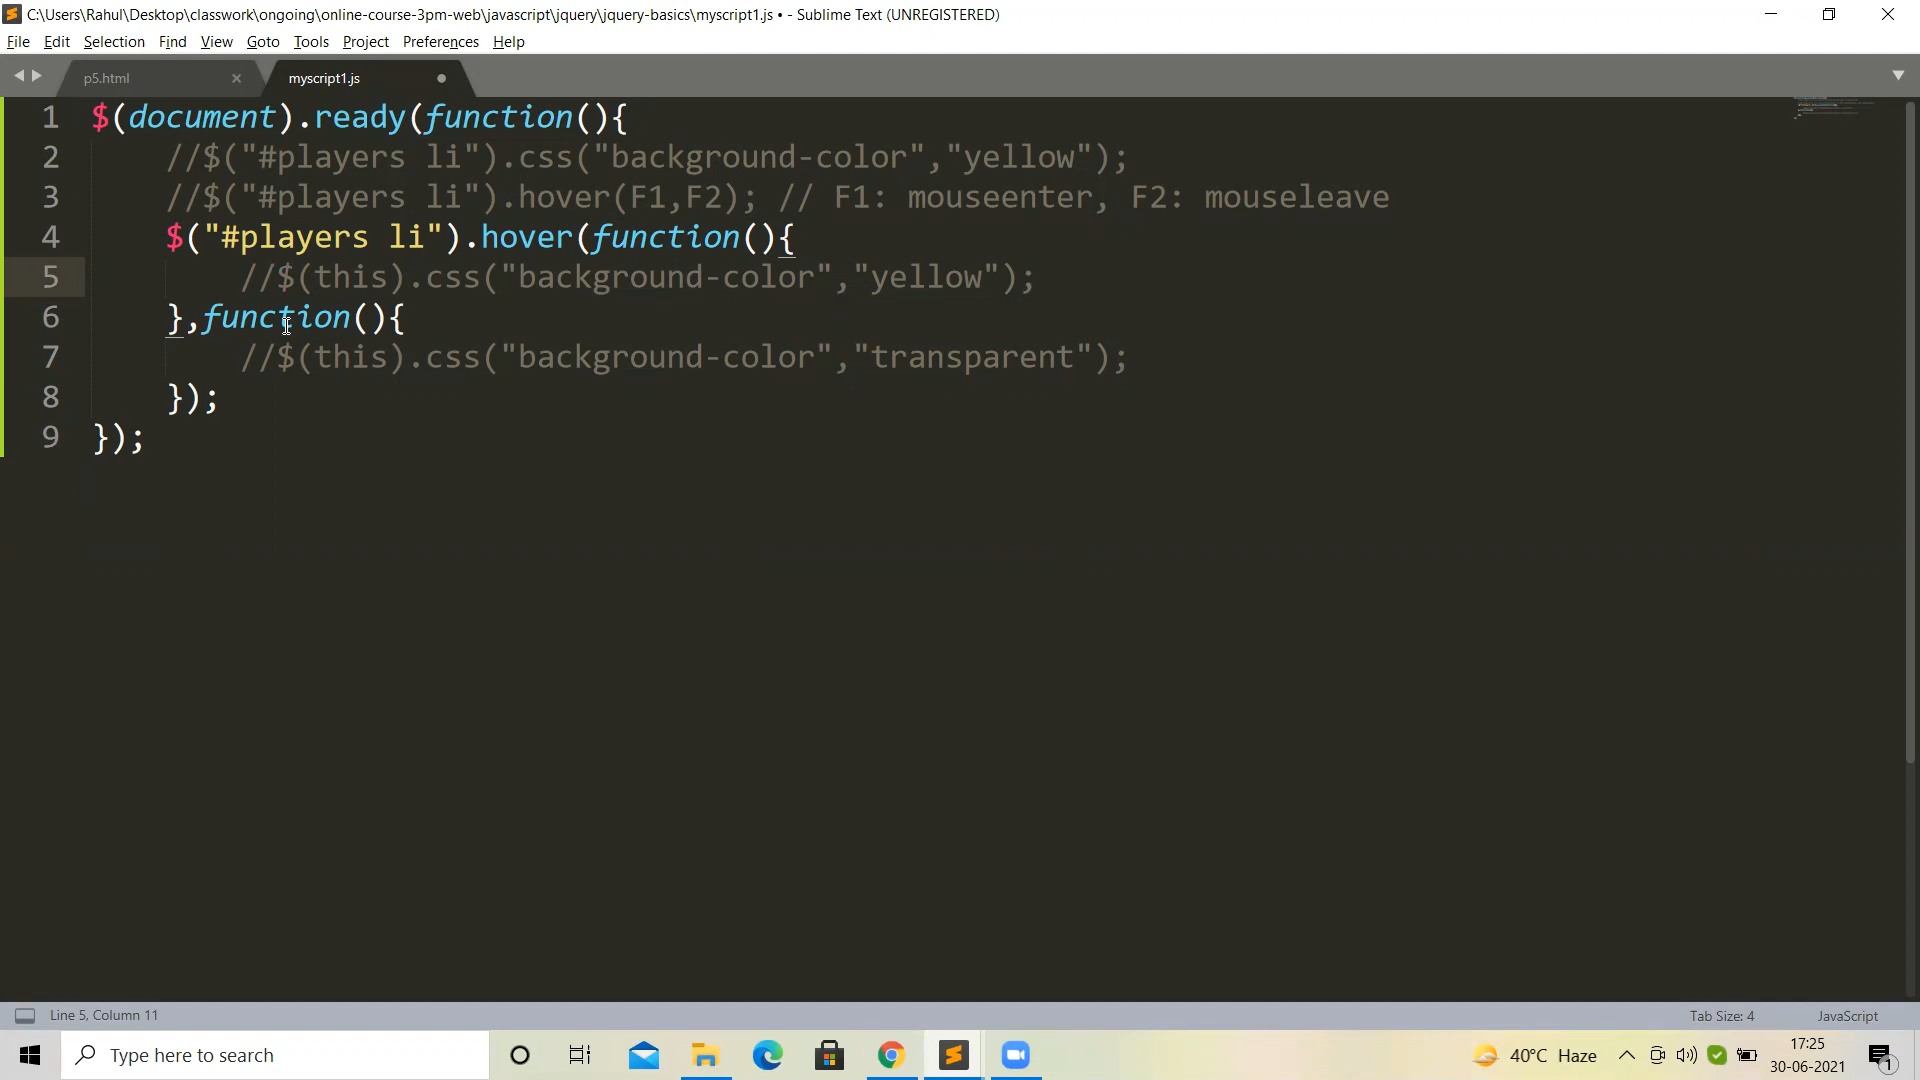 C:\Users\Rahul\Desktop\classwork\ongoing\online-course-3pm-web\javascript\jquery\jquery-basics\myscript1.js • - Sublime Text (UNREGISTERED)
File Edit Selection Find View Goto Tools Project Preferences Help
p5.html myscript1.js
1 $(document).ready(function(){
2 //$("#players li").css("background-color","yellow");
3 //$("#players li").hover(F1,F2); // F1: mouseenter, F2: mouseleave
4 $("#players li").hover(function(){
5 //$(this).css("background-color","yellow");
6 },function(){
7 //$(this).css("background-color","transparent");
8 });
9 });
Line 5, Column 11 Tab Size: 4 JavaScript
Type here to search 40°C Haze 17:25
30-06-2021 1